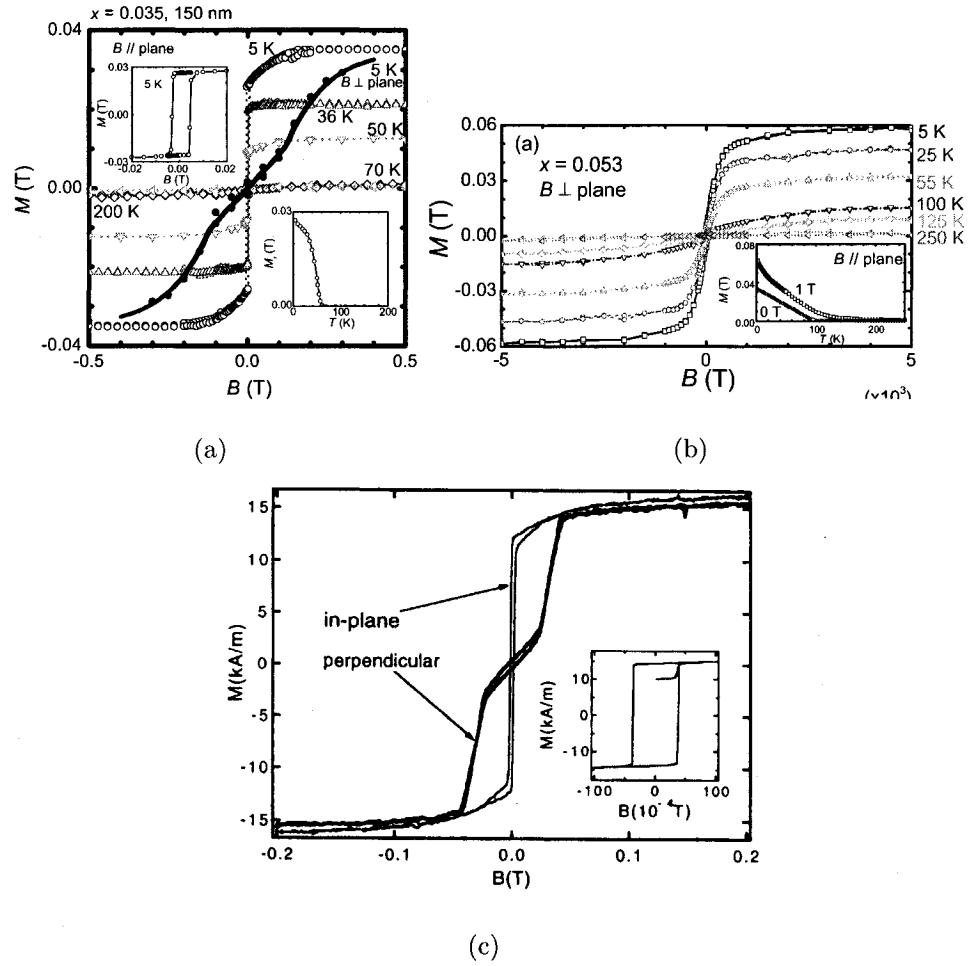 x = 0.035, 150 nm
0.04
0.00
-0.04
M (T)
B // plane
5 K
0.03
0.00
-0.03
M (T)
-0.02
0.00
0.02
B (T)
5 K
5 K
B ⊥ plane
36 K
50 K
70 K
200 K
0.03
0.00
M (T)
0
100
200
T (K)
-0.5
0.0
0.5
B (T)
(a)
(a)
x = 0.053
B ⊥ plane
0.06
0.03
0.00
-0.03
-0.06
M (T)
5 K
25 K
55 K
100 K
125 K
250 K
B // plane
1 T
0 T
0.08
0.04
0.00
M (T)
0
100
200
T (K)
-5
0
5
B (T)
(x10³)
(b)
15
10
5
0
-5
-10
-15
M(kA/m)
in-plane
perpendicular
10
0
-10
M(kA/m)
-100
0
100
B(10⁻⁴T)
-0.2
-0.1
0.0
0.1
0.2
B(T)
(c)